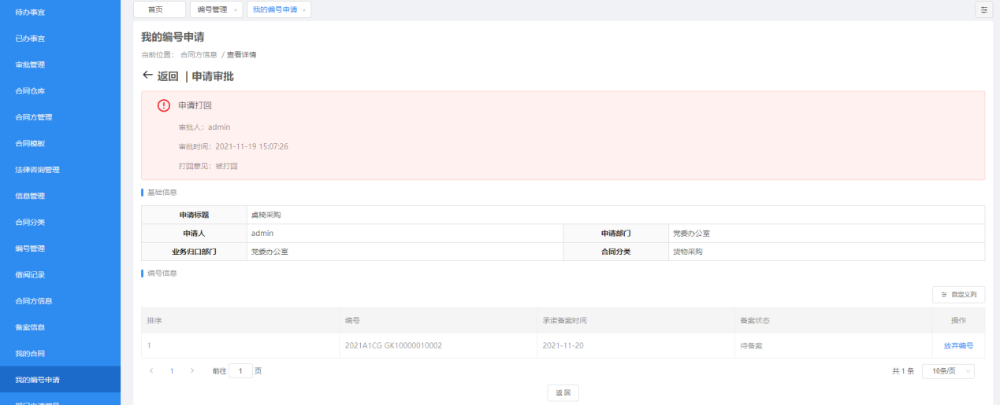 首页 编号管理 × 我的编号申请 ×
待办事宜
已办事宜
审批管理
合同仓库
合同方管理
合同模板
法律咨询管理
信息管理
合同分类
编号管理
借阅记录
合同方信息
备案信息
我的合同
我的编号申请
部门申请编号
我的编号申请
当前位置： 合同方信息 / 查看详情
← 返回 | 申请审批
申请打回
审批人：admin
审批时间：2021-11-19 15:07:26
打回意见：被打回
基础信息
申请标题 桌椅采购
申请人 admin 申请部门 党委办公室
业务归口部门 党委办公室 合同分类 货物采购
编号信息
自定义列
排序 编号 承诺备案时间 备案状态 操作
1 2021A1CG GK10000010002 2021-11-20 待备案 放弃编号
< 1 > 前往 1 页 共 1 条 10条/页
返回